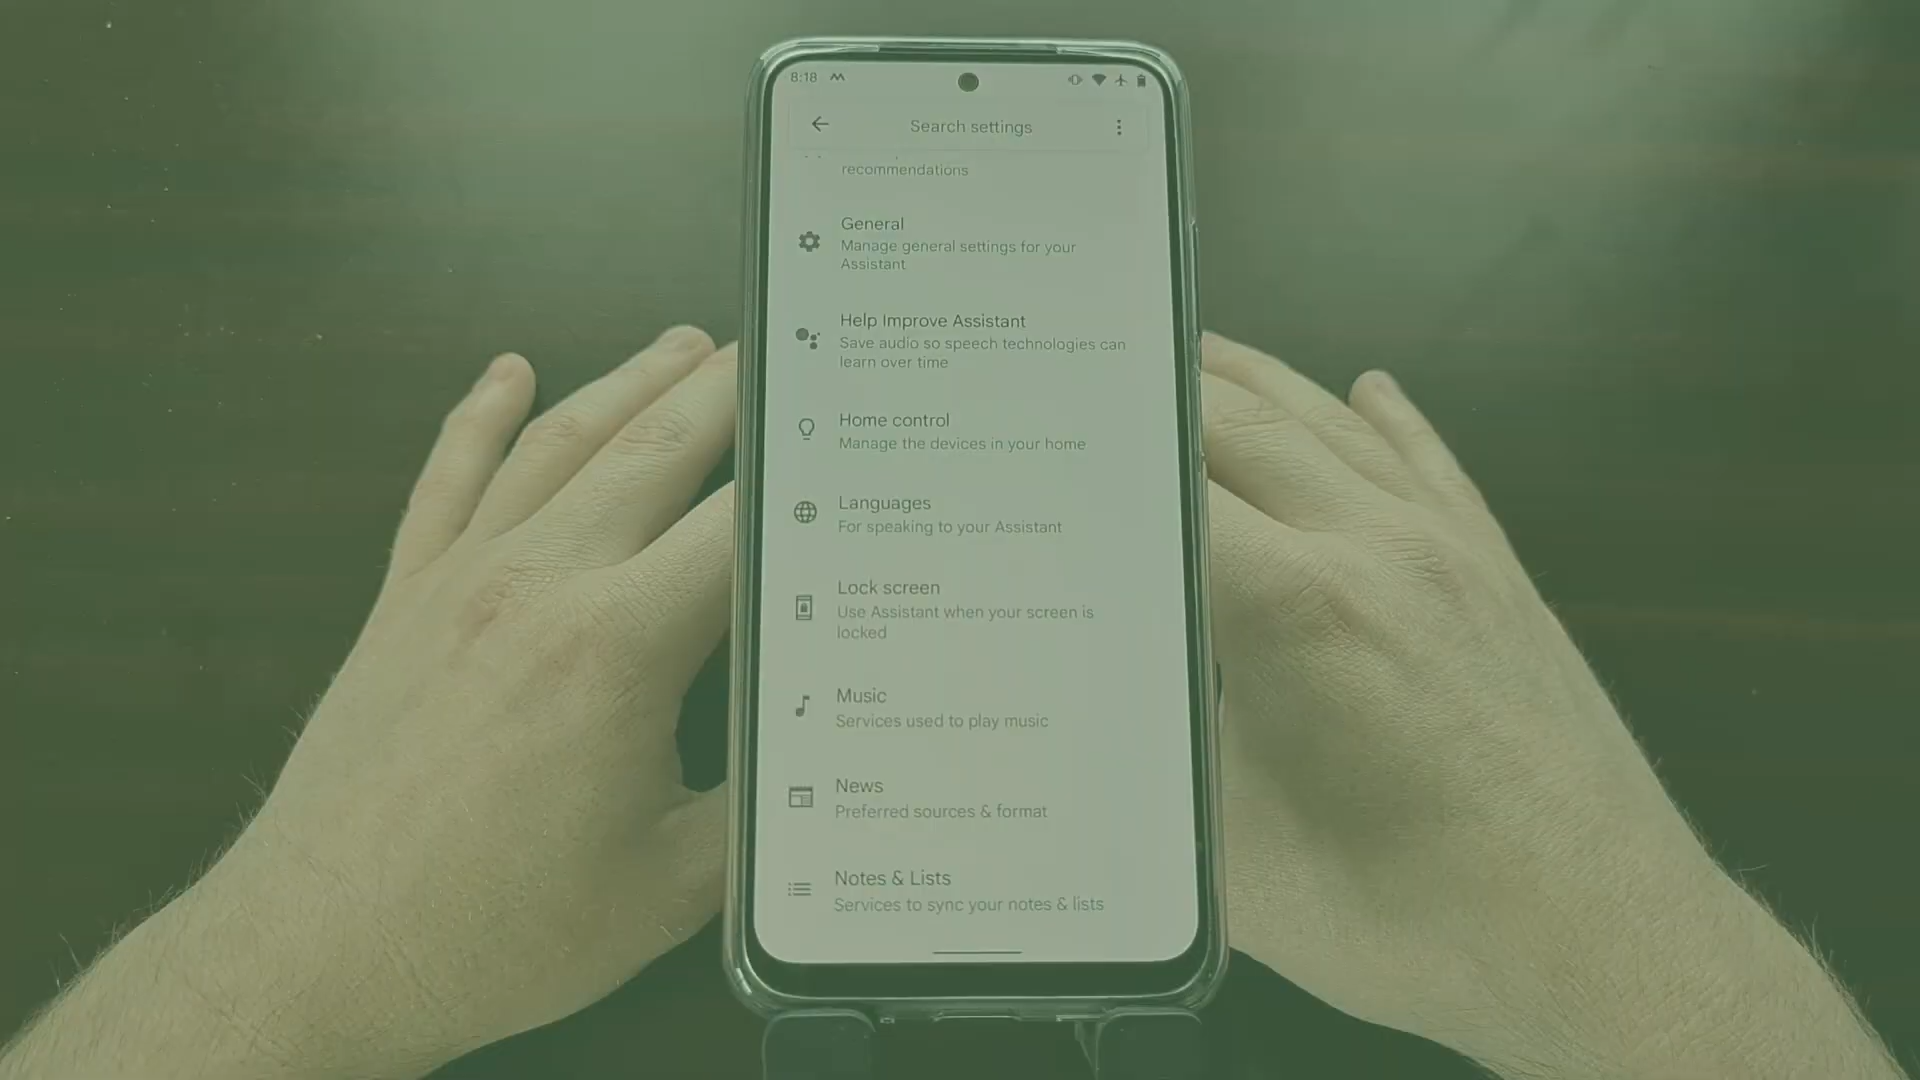 8:18
Search settings
recommendations
General
Manage general settings for your
Assistant
Help Improve Assistant
Save audio so speech technologies can
learn over time
Home control
Manage the devices in your home
Languages
For speaking to your Assistant
Lock screen
Use Assistant when your screen is
locked
Music
Services used to play music
News
Preferred sources & format
Notes & Lists
Services to sync your notes & lists